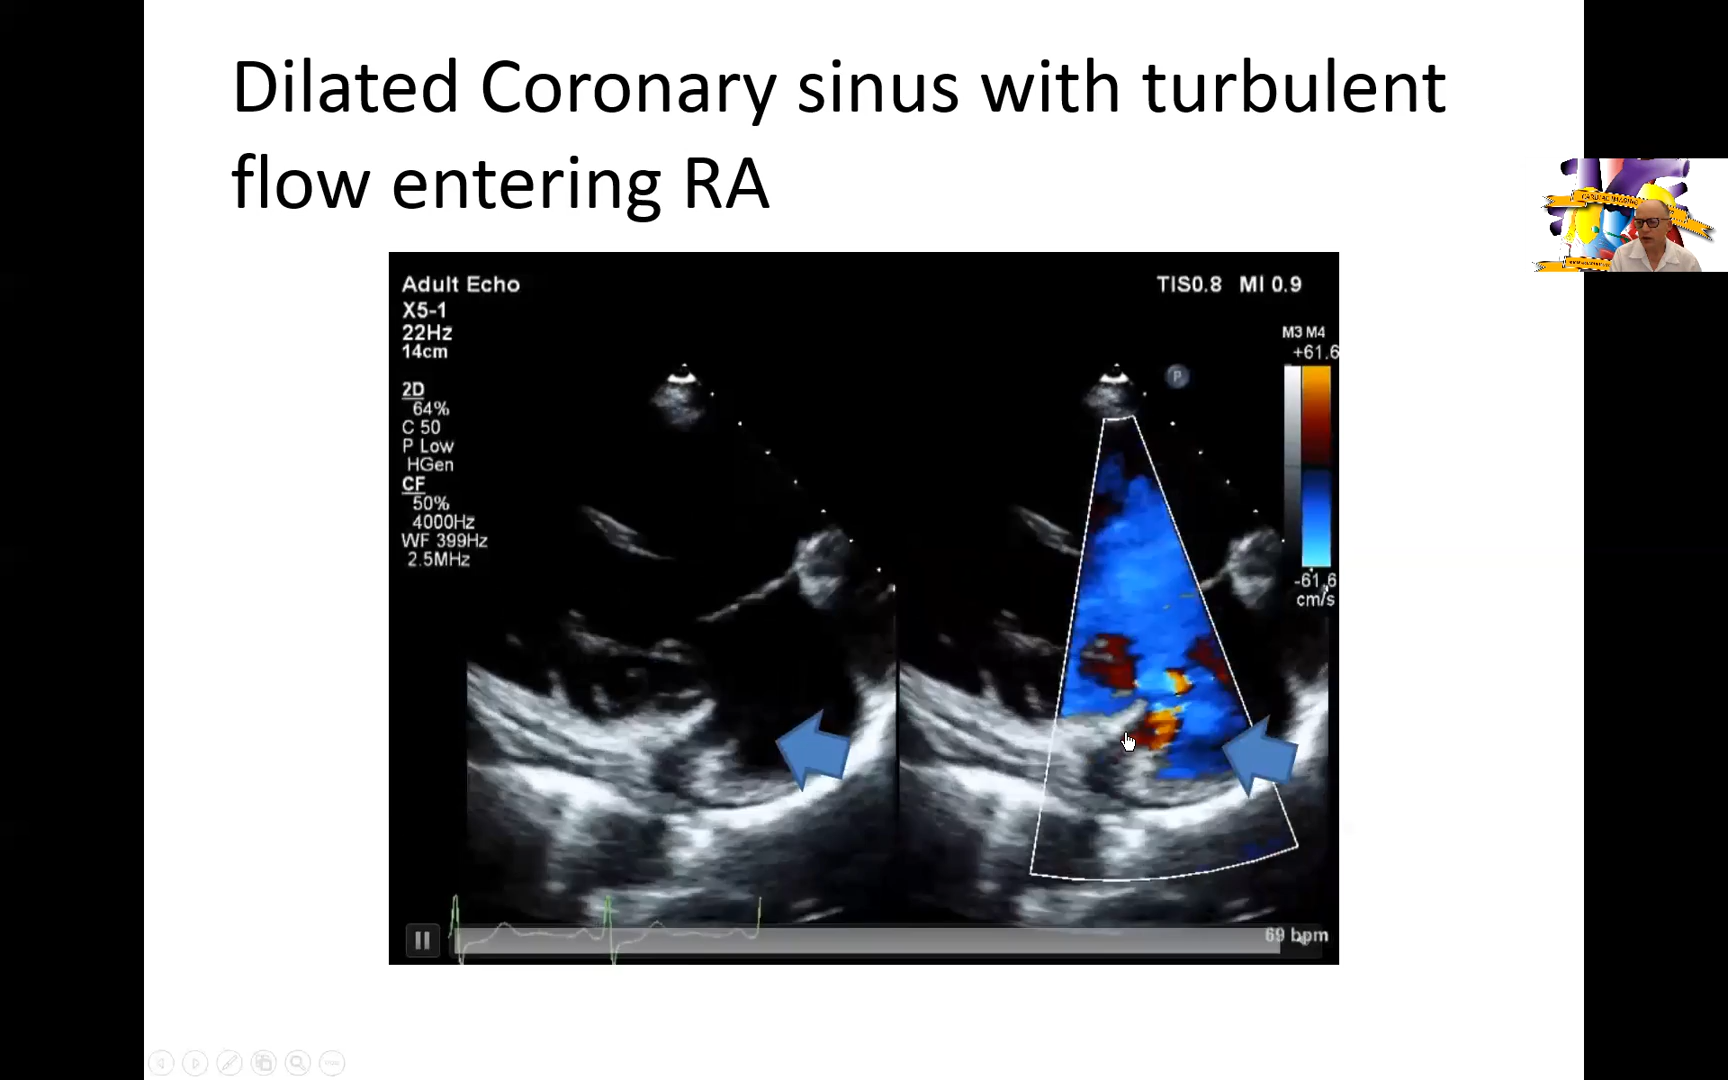 Dilated Coronary sinus with turbulent
flow entering RA
Adult Echo
TIS0.8 MI 0.9
X5-1
22Hz
14cm
M3 M4
+61.6
P
2D
64%
C 50
P Low
HGen
CF
50%
4000Hz
WF 399Hz
2.5MHz
-61.6
cm/s
69 bpm